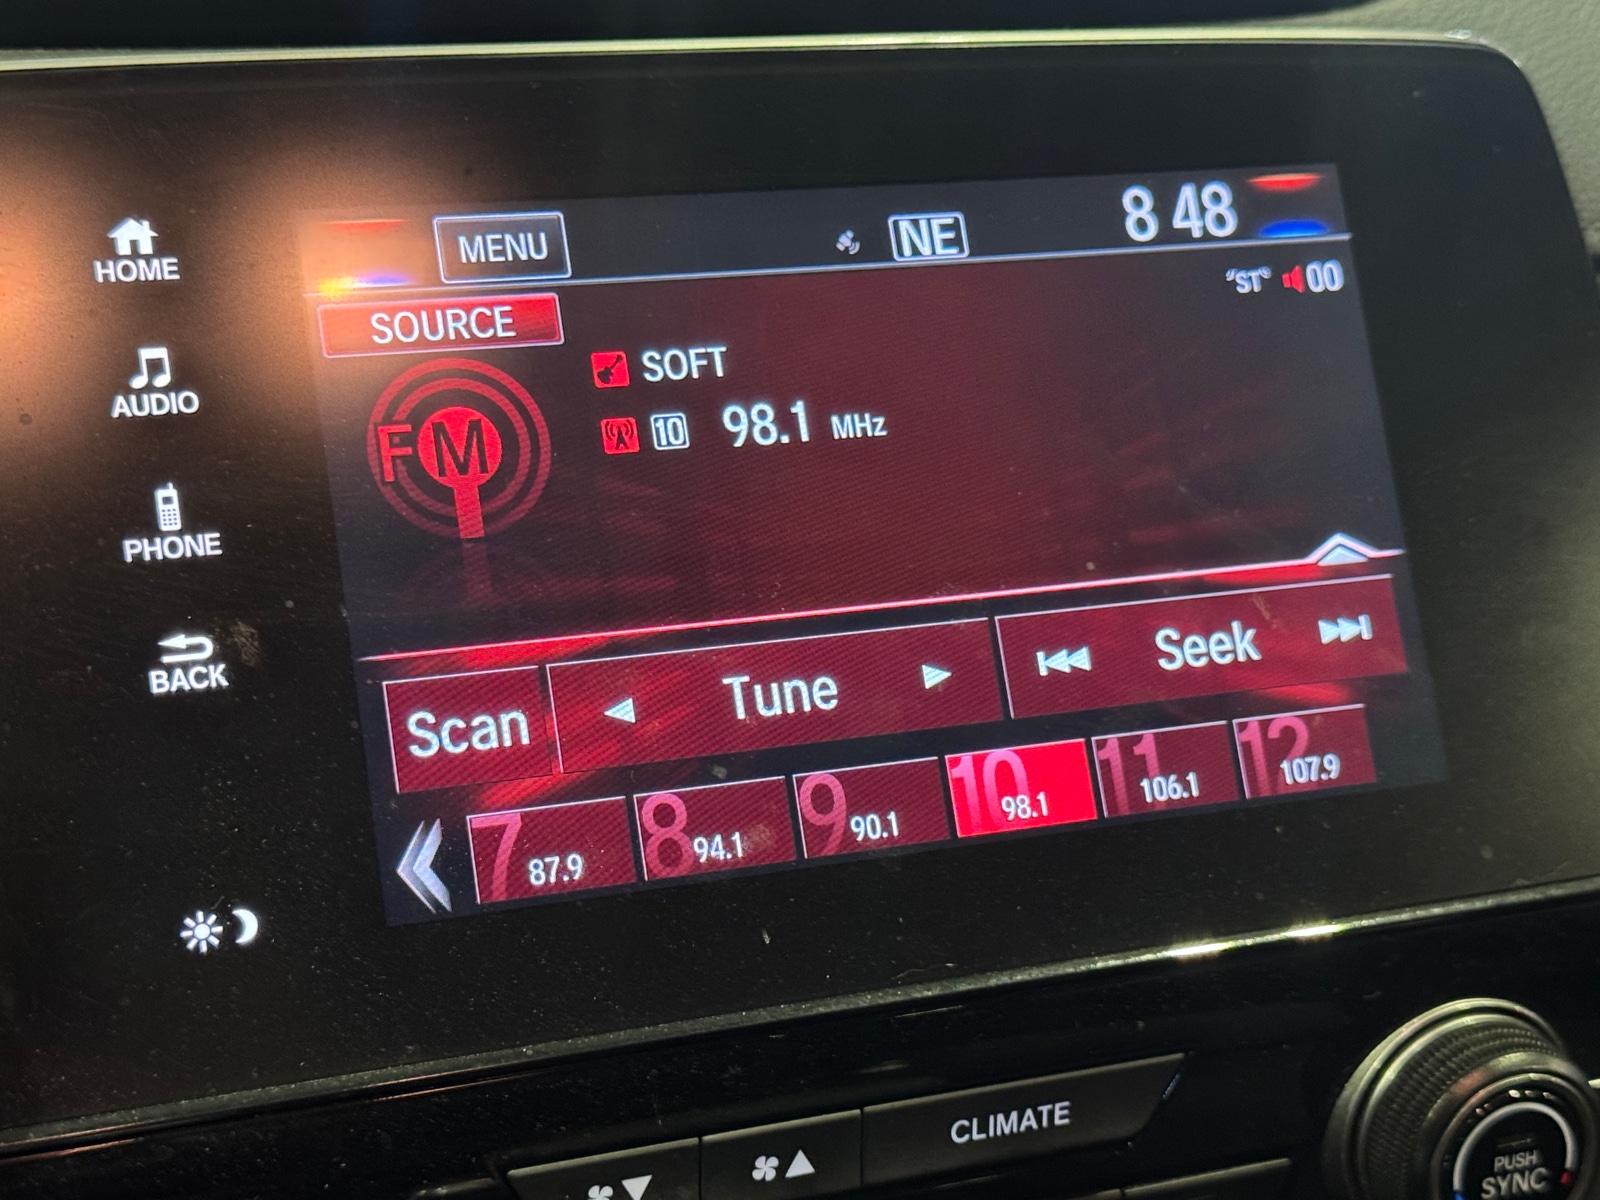 MENU
NE
8 48
HOME
SOURCE
"ST"
00
SOFT
AUDIO
FM
10
98.1 MHz
PHONE
BACK
Scan
Tune
Seek
7 87.9
8 94.1
9 90.1
10 98.1
11 106.1
12 107.9
CLIMATE
PUSH
SYNC